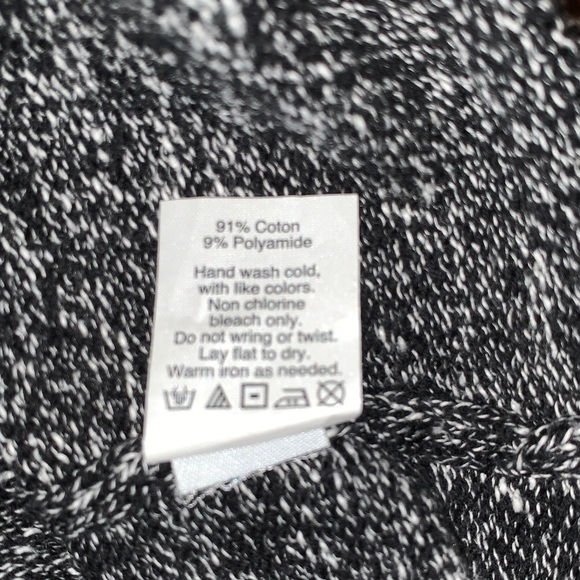 91% Coton
9% Polyamide
Hand wash cold,
with like colors.
Non chlorine
bleach only.
Do not wring or twist.
Lay flat to dry.
Warm iron as needed.